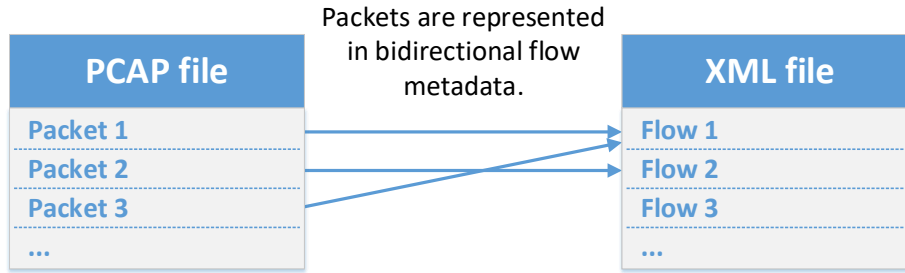 Packets are represented
in bidirectional flow
metadata.
PCAP file
Packet 1
Packet 2
Packet 3
...
XML file
Flow 1
Flow 2
Flow 3
...